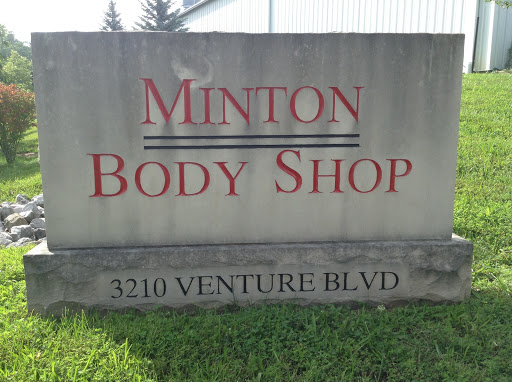 Minton
Body Shop
3210 VENTURE BLVD